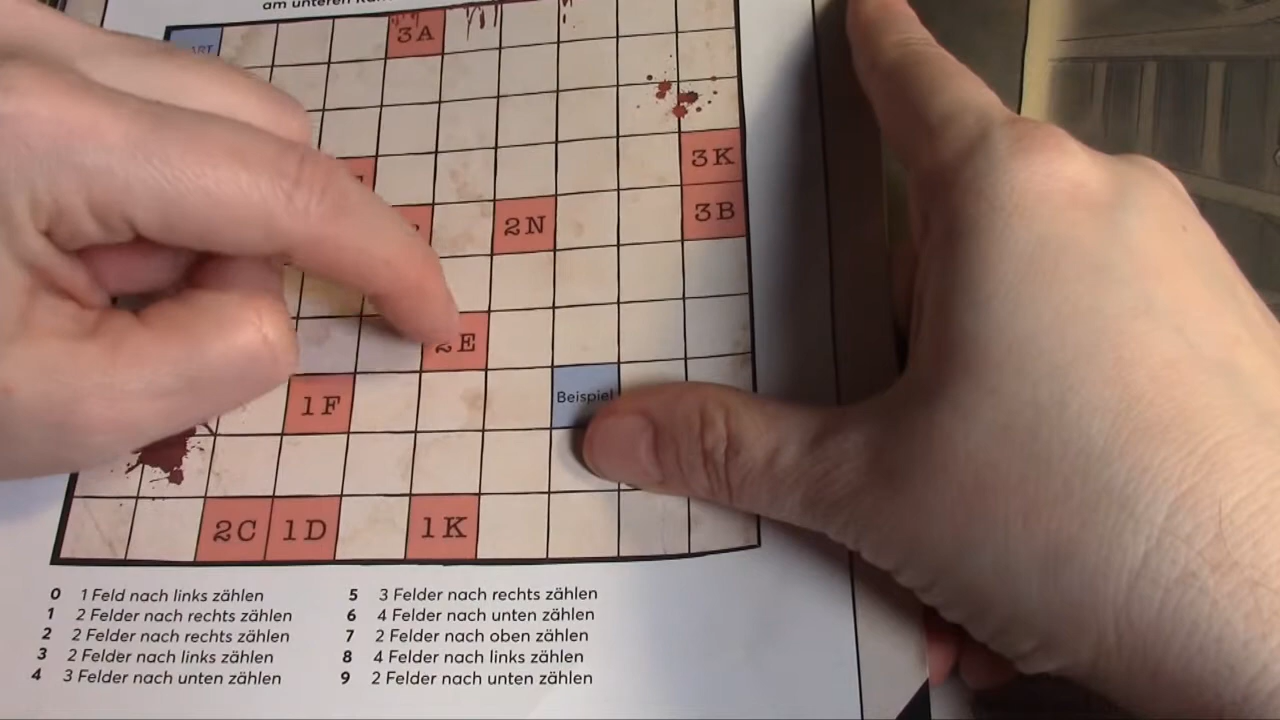 am unteren
3A
3K
3B
2N
2E
1F
Beispiel
2C 1D 1K
0 1 Feld nach links zählen
1 2 Felder nach rechts zählen
2 2 Felder nach rechts zählen
3 2 Felder nach links zählen
4 3 Felder nach unten zählen
5 3 Felder nach rechts zählen
6 4 Felder nach unten zählen
7 2 Felder nach oben zählen
8 4 Felder nach links zählen
9 2 Felder nach unten zählen